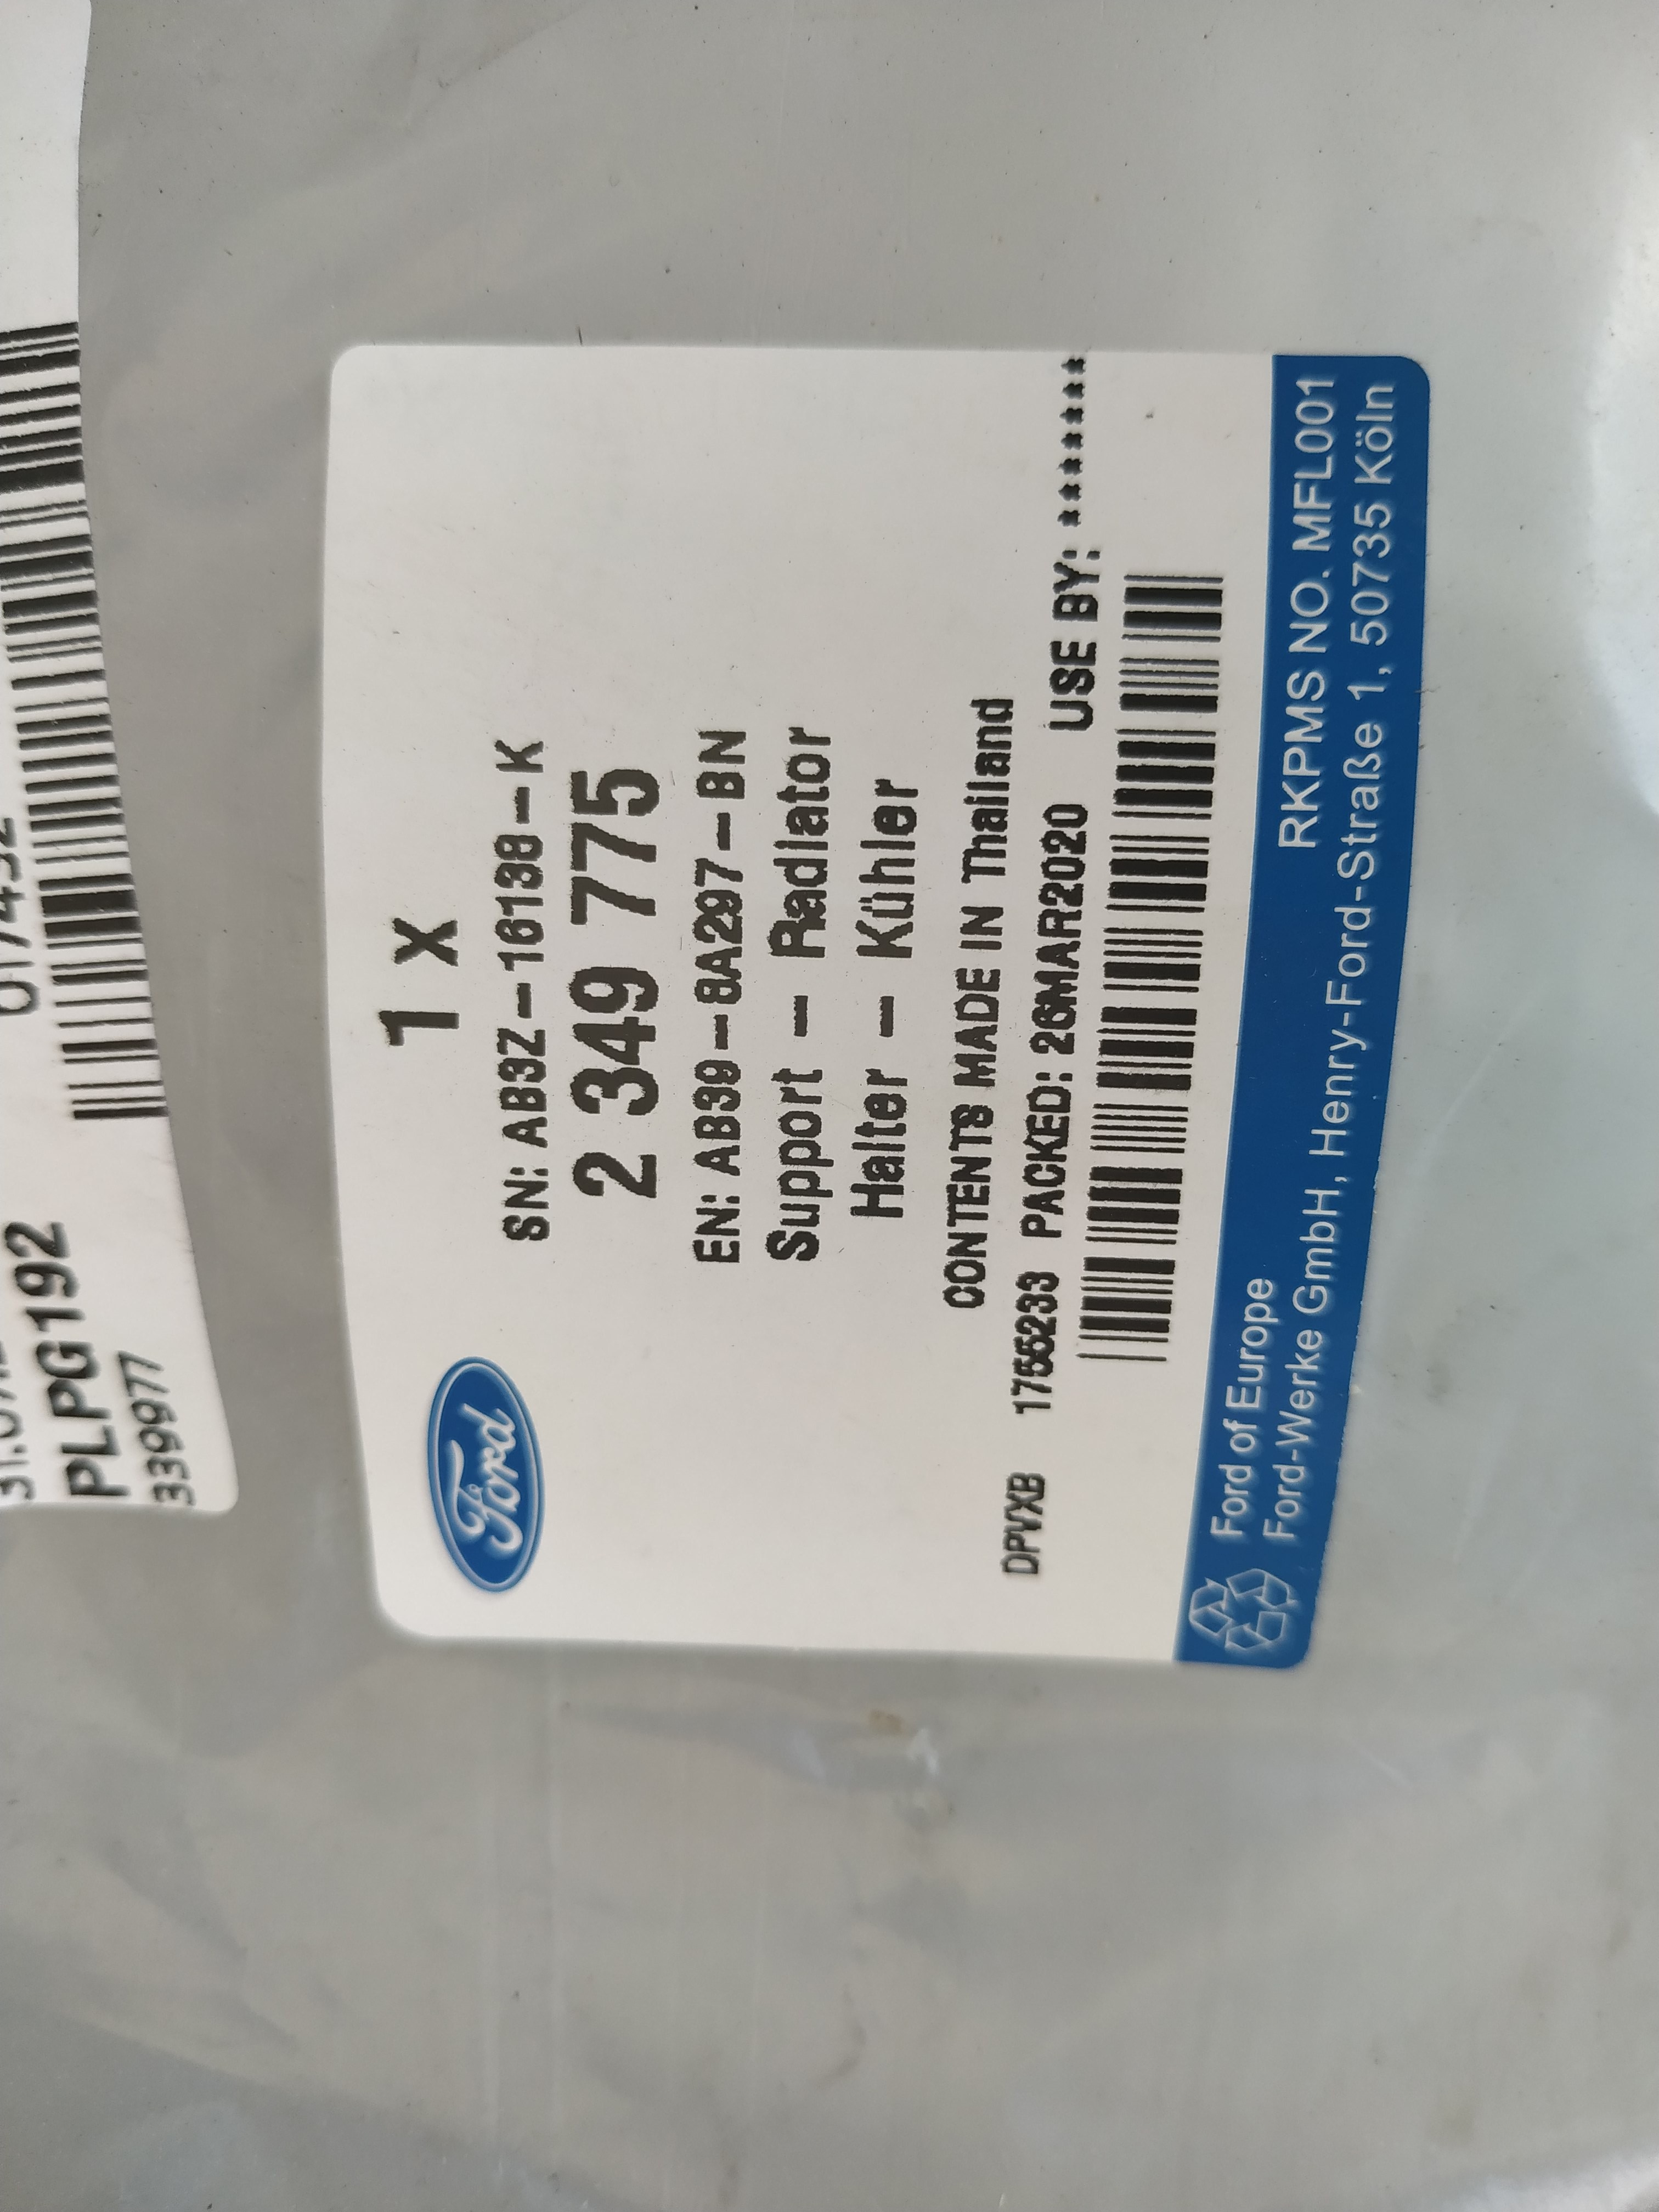 PLPG192
339977
1 x
SN: AB3Z-16138-K
2 349 775
EN: AB39-8A297-BN
Support - Radiator
Halter - Kühler
CONTENTS MADE IN Thailand
DPVXB 1755233 PACKED: 26MAR2020 USE BY: *******
Ford
Ford of Europe RKPMS NO. MFL001
Ford-Werke GmbH, Henry-Ford-Straße 1, 50735 Köln